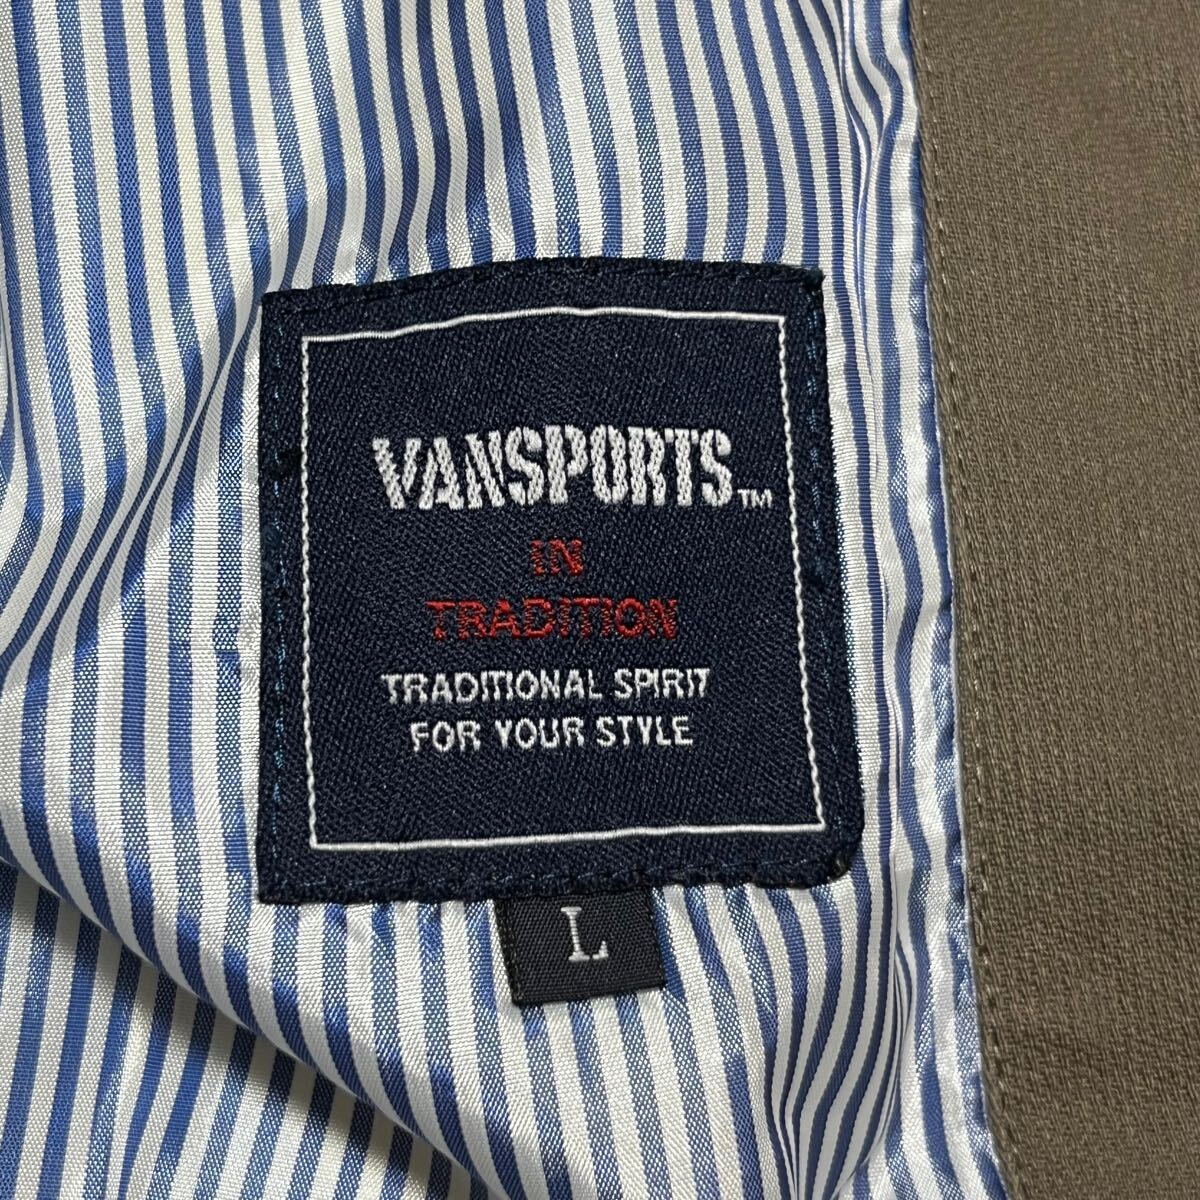 VANSPORTS™
IN
TRADITION
TRADITIONAL SPIRIT
FOR YOUR STYLE
L